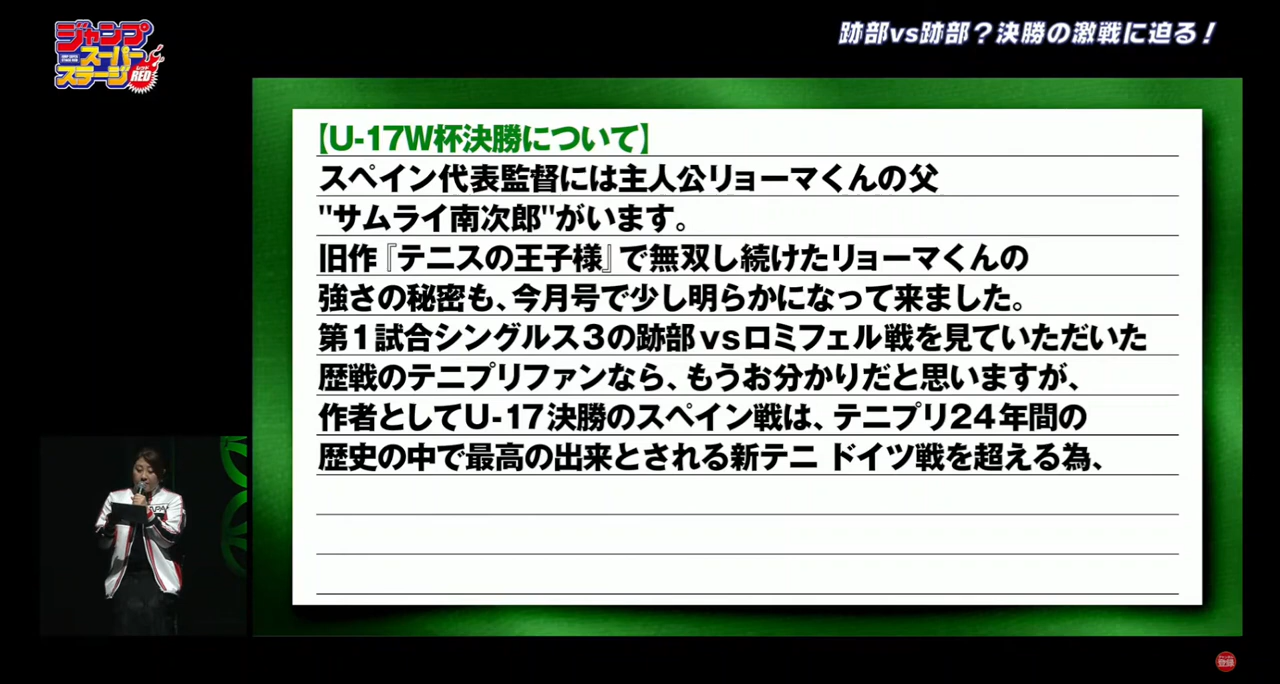 ジャンプ
スーパー
ステージ
RED
跡部vs跡部?決勝の激戦に迫る!
【U-17W杯決勝について】
スペイン代表監督には主人公リョーマくんの父
"サムライ南次郎"がいます。
旧作『テニスの王子様』で無双し続けたリョーマくんの
強さの秘密も、今月号で少し明らかになって来ました。
第1試合シングルス3の跡部vsロミフェル戦を見ていただいた
歴戦のテニプリファンなら、もうお分かりだと思いますが、
作者としてU-17決勝のスペイン戦は、テニプリ24年間の
歴史の中で最高の出来とされる新テニ ドイツ戦を超える為、
チャンネル
登録